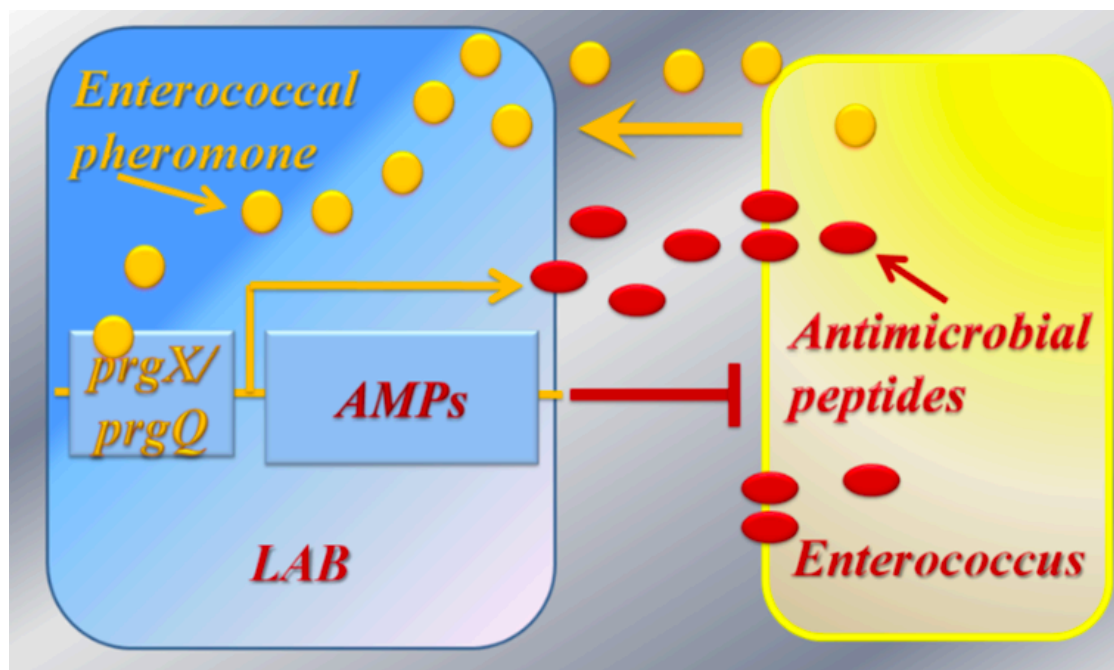 Enterococcal
pheromone
prgX/
prgQ
AMPs
LAB
Antimicrobial
peptides
Enterococcus